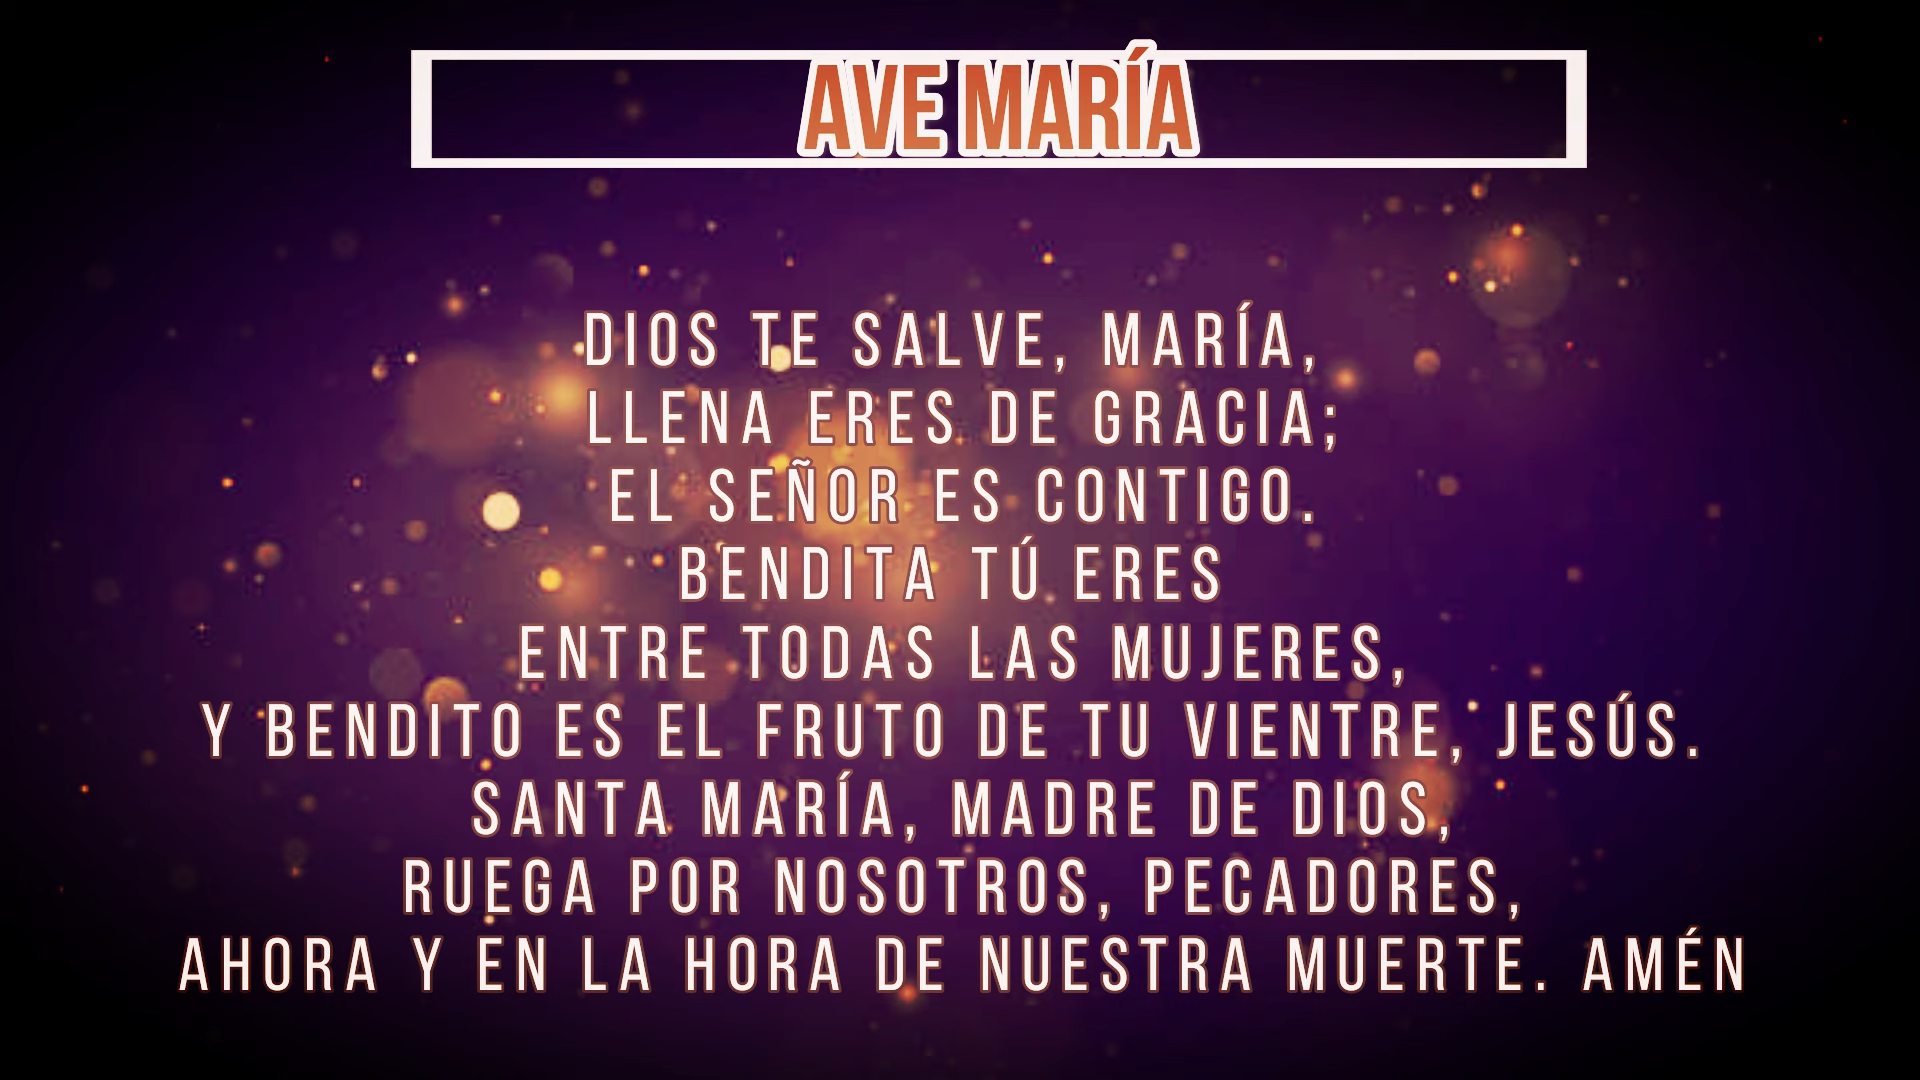 AVE MARÍA
DIOS TE SALVE, MARÍA,
LLENA ERES DE GRACIA;
EL SEÑOR ES CONTIGO.
BENDITA TÚ ERES
ENTRE TODAS LAS MUJERES,
Y BENDITO ES EL FRUTO DE TU VIENTRE, JESÚS.
SANTA MARÍA, MADRE DE DIOS,
RUEGA POR NOSOTROS, PECADORES,
AHORA Y EN LA HORA DE NUESTRA MUERTE. AMÉN